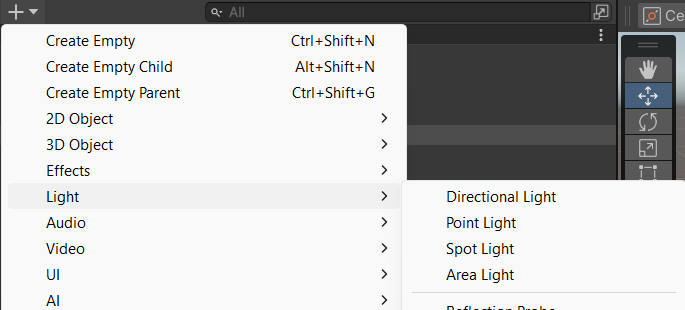 All
Ce
Create Empty Ctrl+Shift+N
Create Empty Child Alt+Shift+N
Create Empty Parent Ctrl+Shift+G
2D Object
3D Object
Effects
Light
Directional Light
Audio
Point Light
Video
Spot Light
UI
Area Light
AI
Reflection Probe